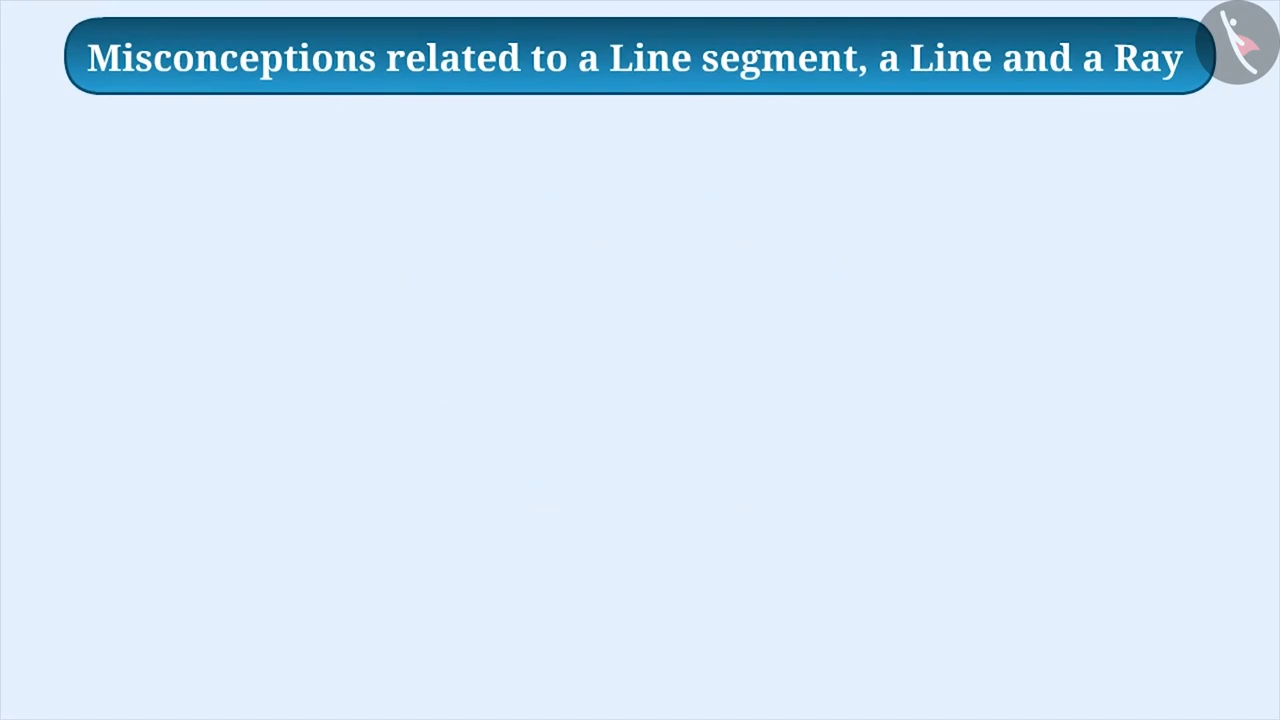 Misconceptions related to a Line segment, a Line and a Ray